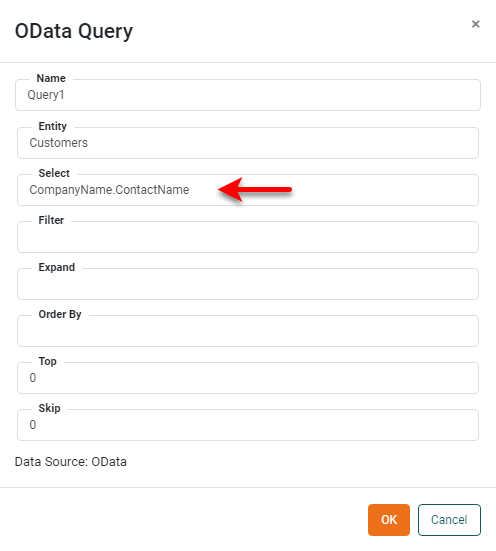 OData Query
×
Name
Query1
Entity
Customers
Select
CompanyName.ContactName
Filter
Expand
Order By
Top
0
Skip
0
Data Source: OData
OK
Cancel